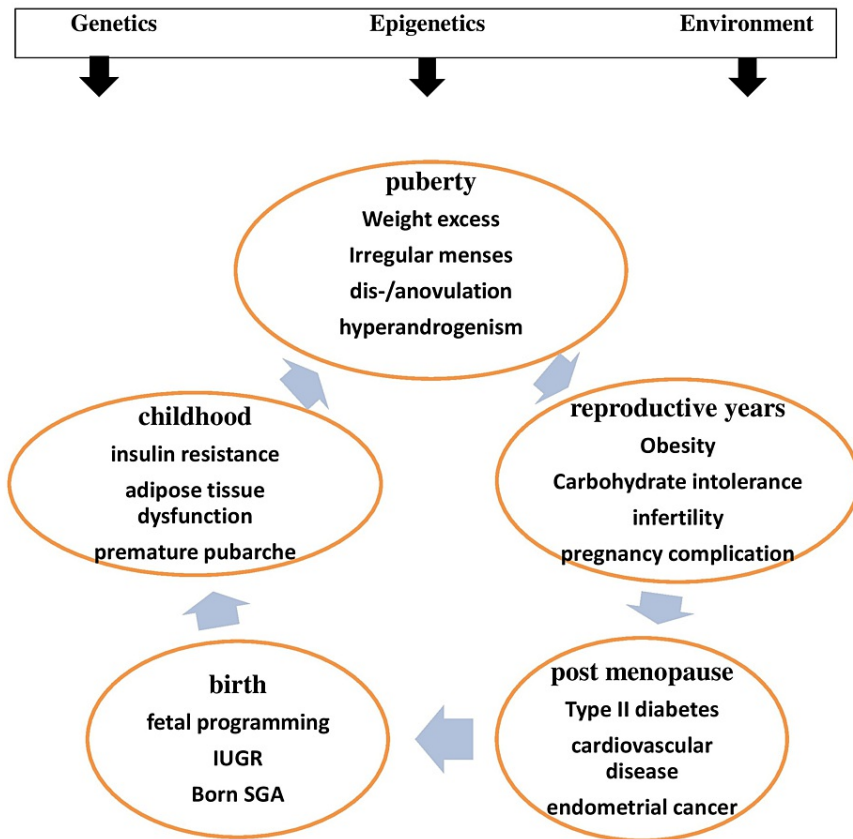 Genetics Epigenetics Environment
puberty
Weight excess
Irregular menses
dis-/anovulation
hyperandrogenism
childhood
insulin resistance
adipose tissue
dysfunction
premature pubarche
reproductive years
Obesity
Carbohydrate intolerance
infertility
pregnancy complication
birth
fetal programming
IUGR
Born SGA
post menopause
Type II diabetes
cardiovascular
disease
endometrial cancer